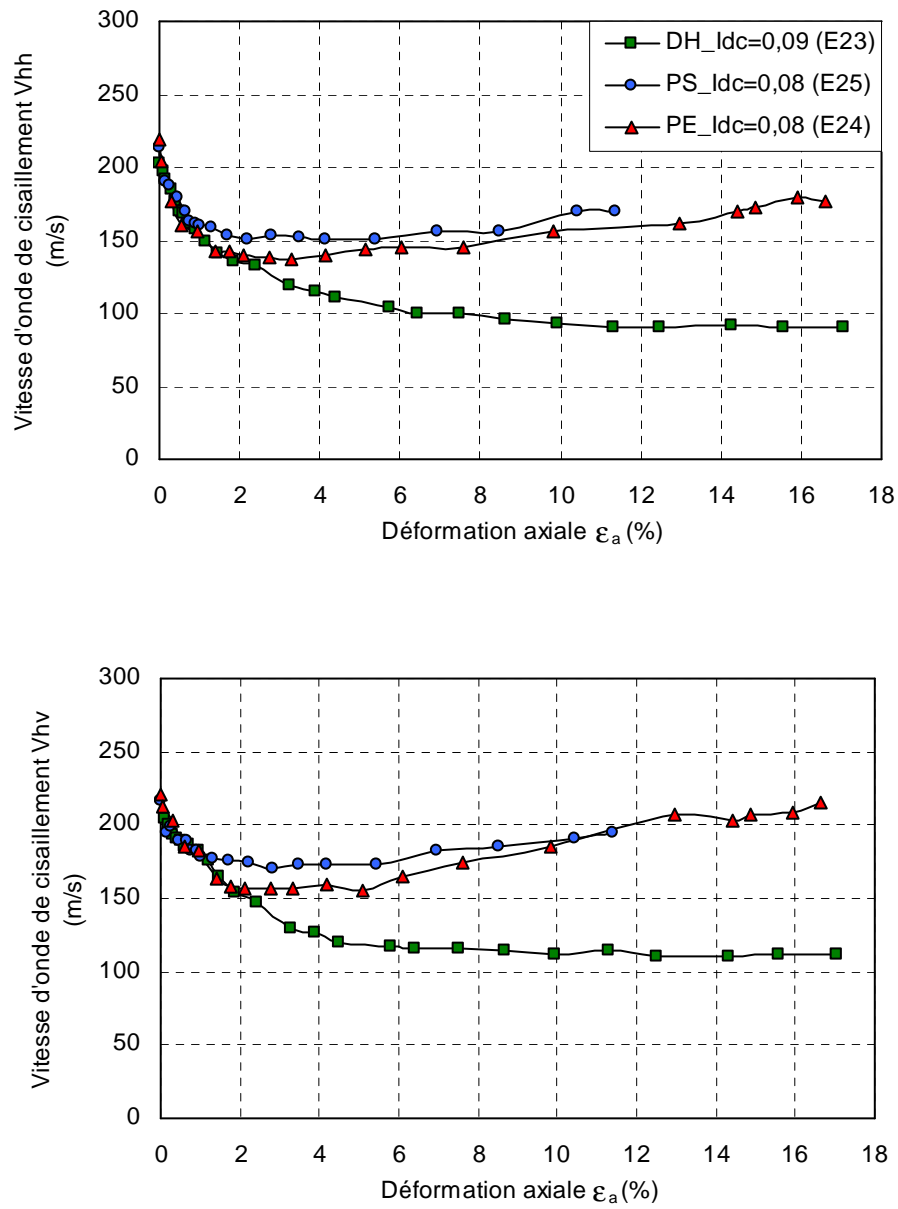 300
250
200
150
100
50
0
Vitesse d'onde de cisaillement Vhh
(m/s)
DH_Idc=0,09 (E23)
PS_Idc=0,08 (E25)
PE_Idc=0,08 (E24)
0 2 4 6 8 10 12 14 16 18
Déformation axiale εa (%)
300
250
200
150
100
50
0
Vitesse d'onde de cisaillement Vhv
(m/s)
0 2 4 6 8 10 12 14 16 18
Déformation axiale εa (%)